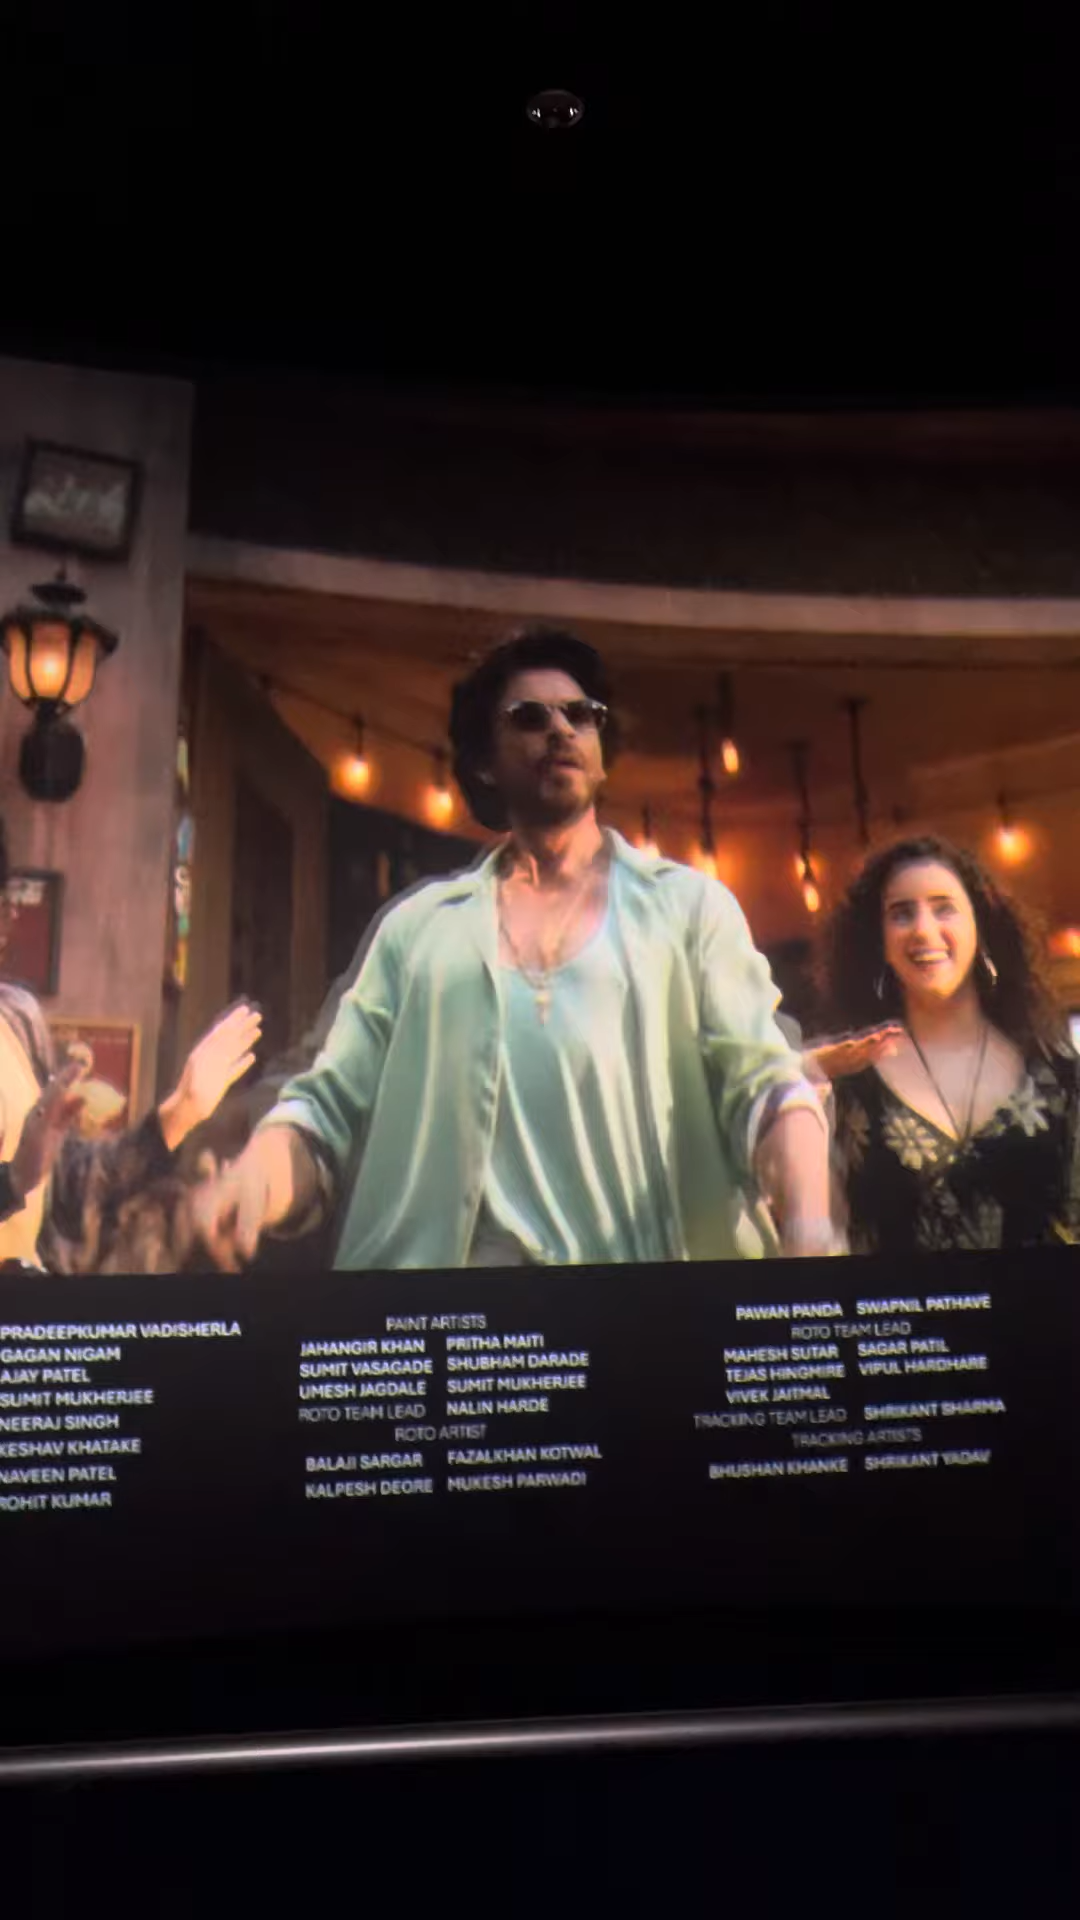 PRADEEPKUMAR VADISHERLA
GAGAN NIGAM
AJAY PATEL
SUMIT MUKHERJEE
NEERAJ SINGH
KESHAV KHATAKE
NAVEEN PATEL
ROHIT KUMAR
PAINT ARTISTS
JAHANGIR KHAN PRITHA MAITI
SUMIT VASAGADE SHUBHAM DARADE
UMESH JAGDALE SUMIT MUKHERJEE
ROTO TEAM LEAD NALIN HARDE
ROTO ARTIST
BALAJI SARGAR FAZALKHAN KOTWAL
KALPESH DEORE MUKESH PARWADI
PAWAN PANDA SWAPNIL PATHAVE
ROTO TEAM LEAD
MAHESH SUTAR SAGAR PATIL
TEJAS HINGMIRE VIPUL HARDHARE
VIVEK JAITMAL
TRACKING TEAM LEAD SHRIKANT SHARMA
TRACKING ARTISTS
BHUSHAN KHANKE SHRIKANT YADAV